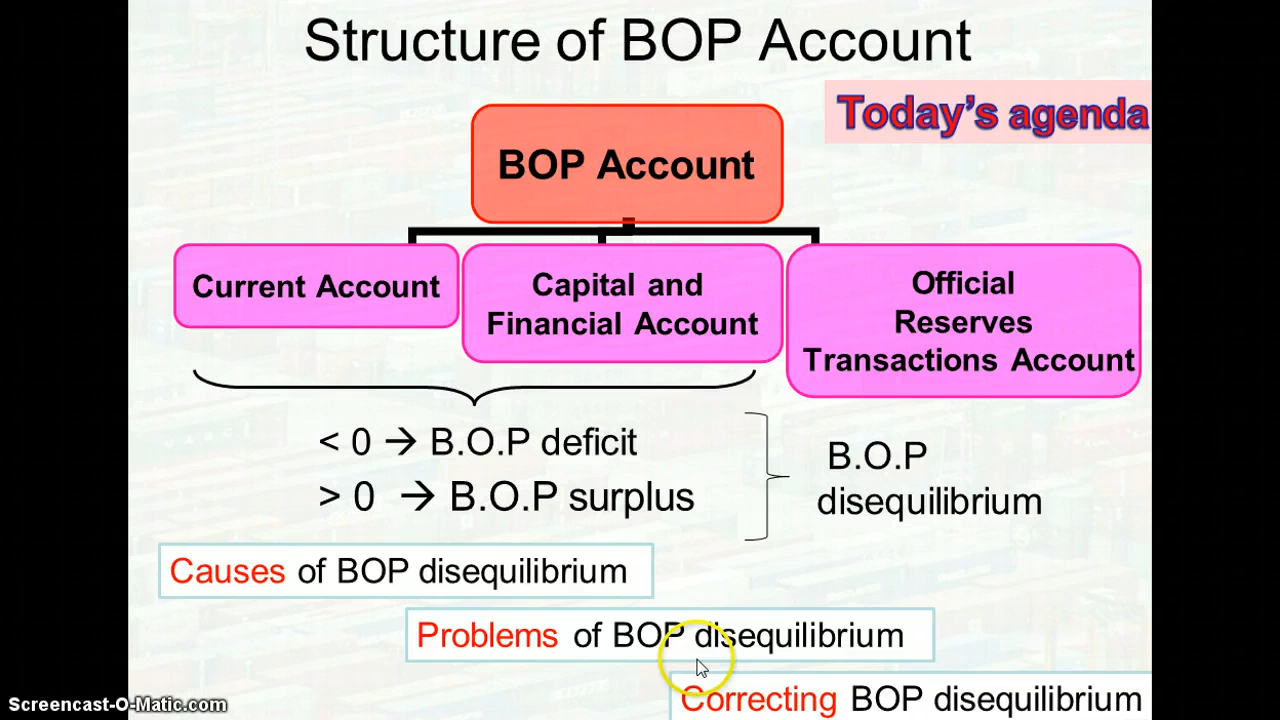 Structure of BOP Account
Today's agenda
BOP Account
Current Account
Capital and
Financial Account
Official
Reserves
Transactions Account
< 0 → B.O.P deficit
> 0 → B.O.P surplus
B.O.P
disequilibrium
Causes of BOP disequilibrium
Problems of BOP disequilibrium
Correcting BOP disequilibrium
Screencast-O-Matic.com